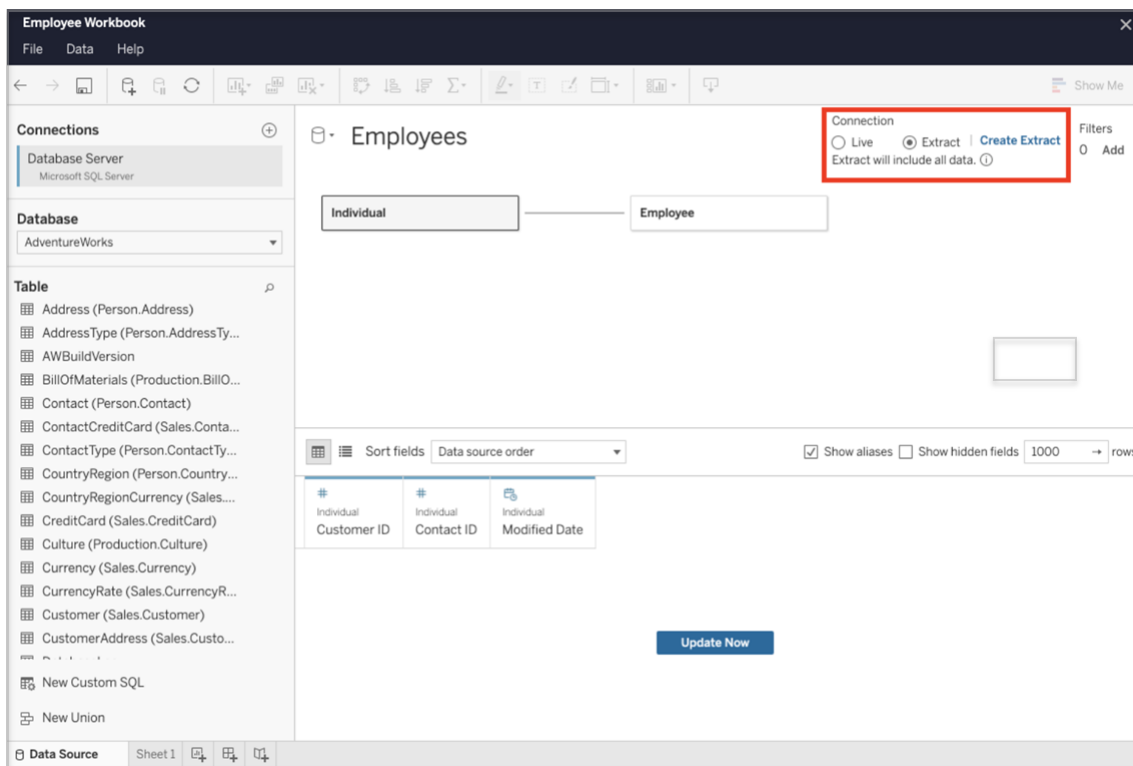 Employee Workbook
File Data Help
Show Me
Connections
Database Server
Microsoft SQL Server
Database
AdventureWorks
Table
Address (Person.Address)
AddressType (Person.AddressTy...
AWBuildVersion
BillOfMaterials (Production.BillO...
Contact (Person.Contact)
ContactCreditCard (Sales.Conta...
ContactType (Person.ContactTy...
CountryRegion (Person.Country...
CountryRegionCurrency (Sales....
CreditCard (Sales.CreditCard)
Culture (Production.Culture)
Currency (Sales.Currency)
CurrencyRate (Sales.CurrencyR...
Customer (Sales.Customer)
CustomerAddress (Sales.Custo...
New Custom SQL
New Union
Employees
Connection
Live Extract | Create Extract
Extract will include all data.
Filters
0 Add
Individual Employee
Sort fields Data source order Show aliases Show hidden fields 1000 → rows
Individual Individual Individual
Customer ID Contact ID Modified Date
Update Now
Data Source Sheet 1